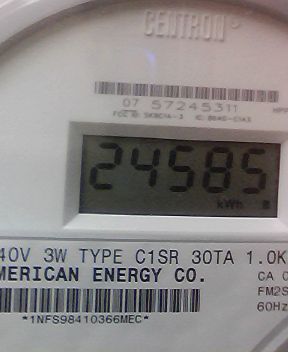 CENTRON
07 57245311
24585
kWh
40V 3W TYPE C1SR 30TA 1.0K
MERICAN ENERGY CO.
CA 0
FM2S
60Hz
*1NFS98410366MEC*